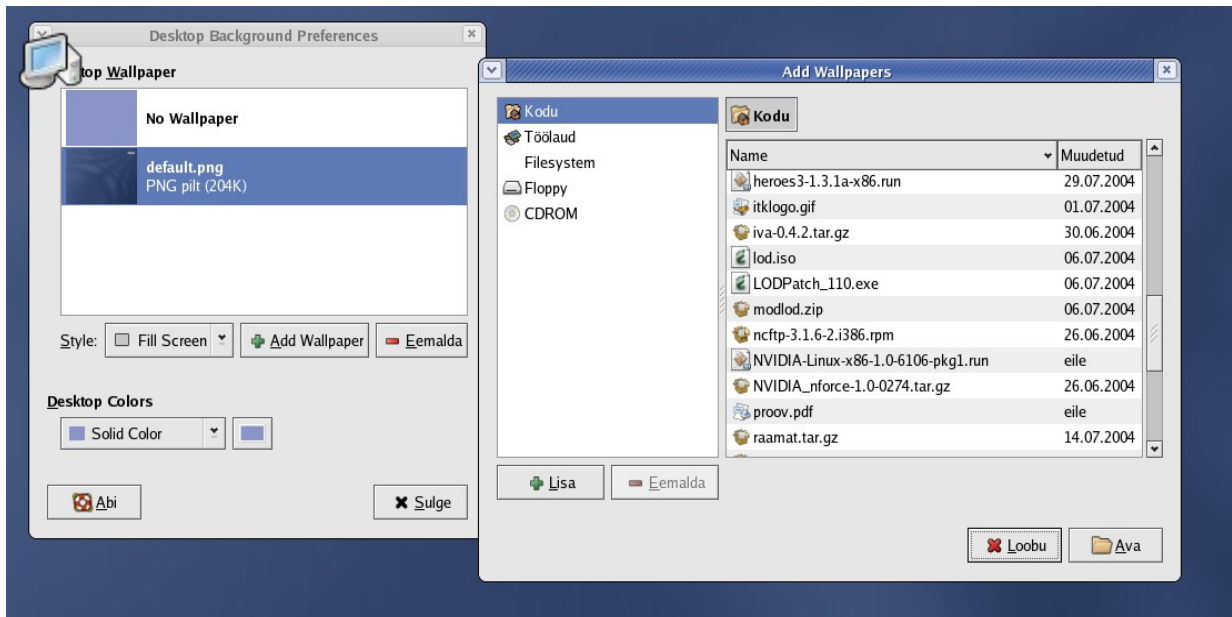 Desktop Background Preferences
top Wallpaper
No Wallpaper
default.png
PNG pilt (204K)
Style: Fill Screen Add Wallpaper Eemalda
Desktop Colors
Solid Color
Abi Sulge
Add Wallpapers
Kodu
Töölaud
Filesystem
Floppy
CDROM
Kodu
Name Muudetud
heroes3-1.3.1a-x86.run 29.07.2004
itklogo.gif 01.07.2004
iva-0.4.2.tar.gz 30.06.2004
lod.iso 06.07.2004
LODPatch_110.exe 06.07.2004
modlod.zip 06.07.2004
ncftp-3.1.6-2.i386.rpm 26.06.2004
NVIDIA-Linux-x86-1.0-6106-pkg1.run eile
NVIDIA_nforce-1.0-0274.tar.gz 26.06.2004
proov.pdf eile
raamat.tar.gz 14.07.2004
Lisa Eemalda
Loobu Ava